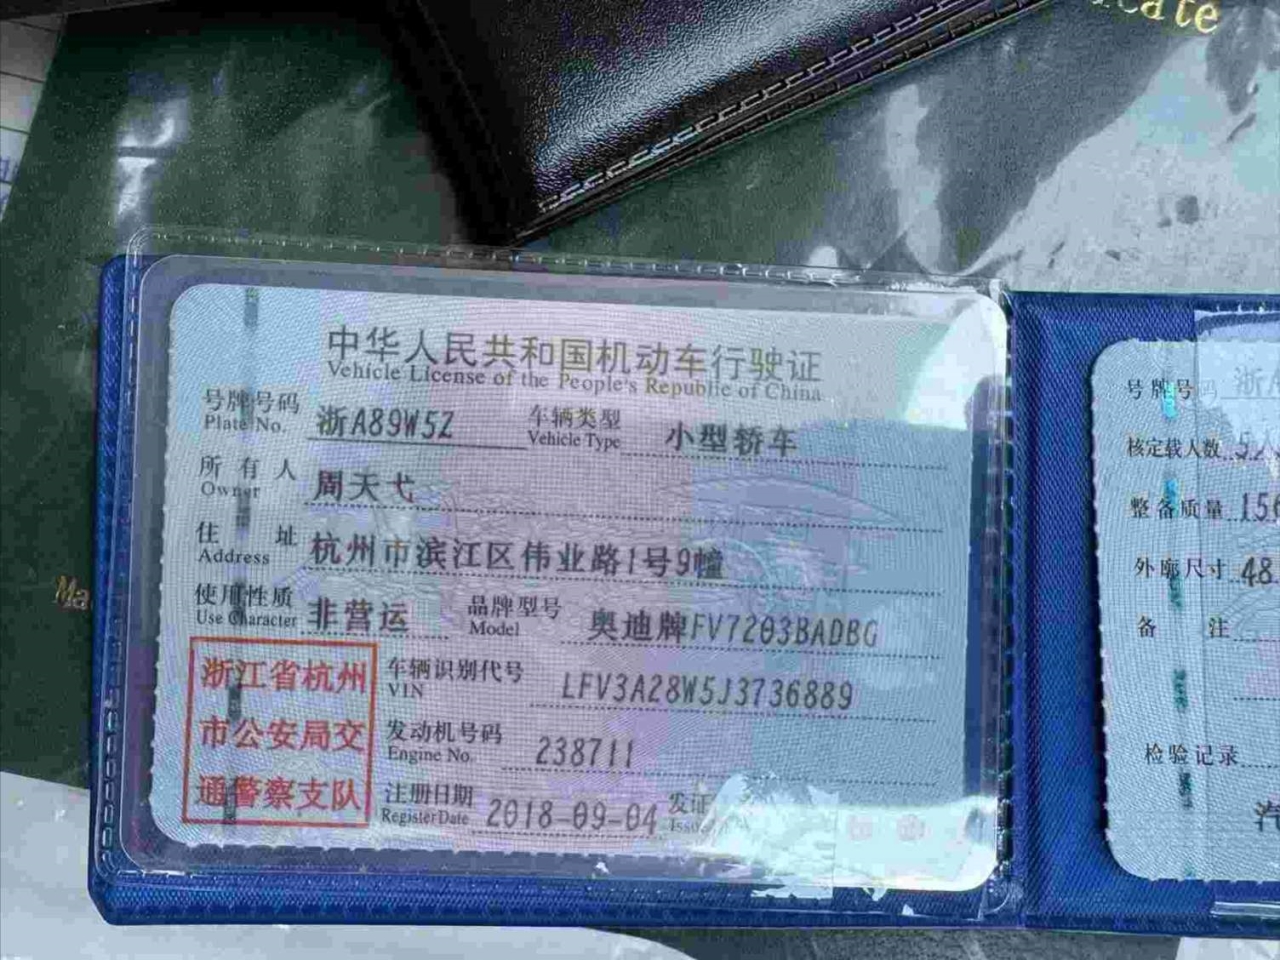 cate
中华人民共和国机动车行驶证
Vehicle License of the People's Republic of China
号牌号码 浙A89W5Z 车辆类型 小型轿车
Plate No. Vehicle Type
所有人 周天弋
Owner
住址 杭州市滨江区伟业路1号9幢
Address
使用性质 非营运 品牌型号 奥迪牌FV7203BADBG
Use Character Model
浙江省杭州
市公安局交
通警察支队
车辆识别代号 LFV3A28W5J3736889
VIN
发动机号码 238711
Engine No.
注册日期 2018-09-04 发证
Register Date Issu
号牌号码 浙A
核定载人数 5人
整备质量 156
外廓尺寸 48
备注
检验记录
Ma